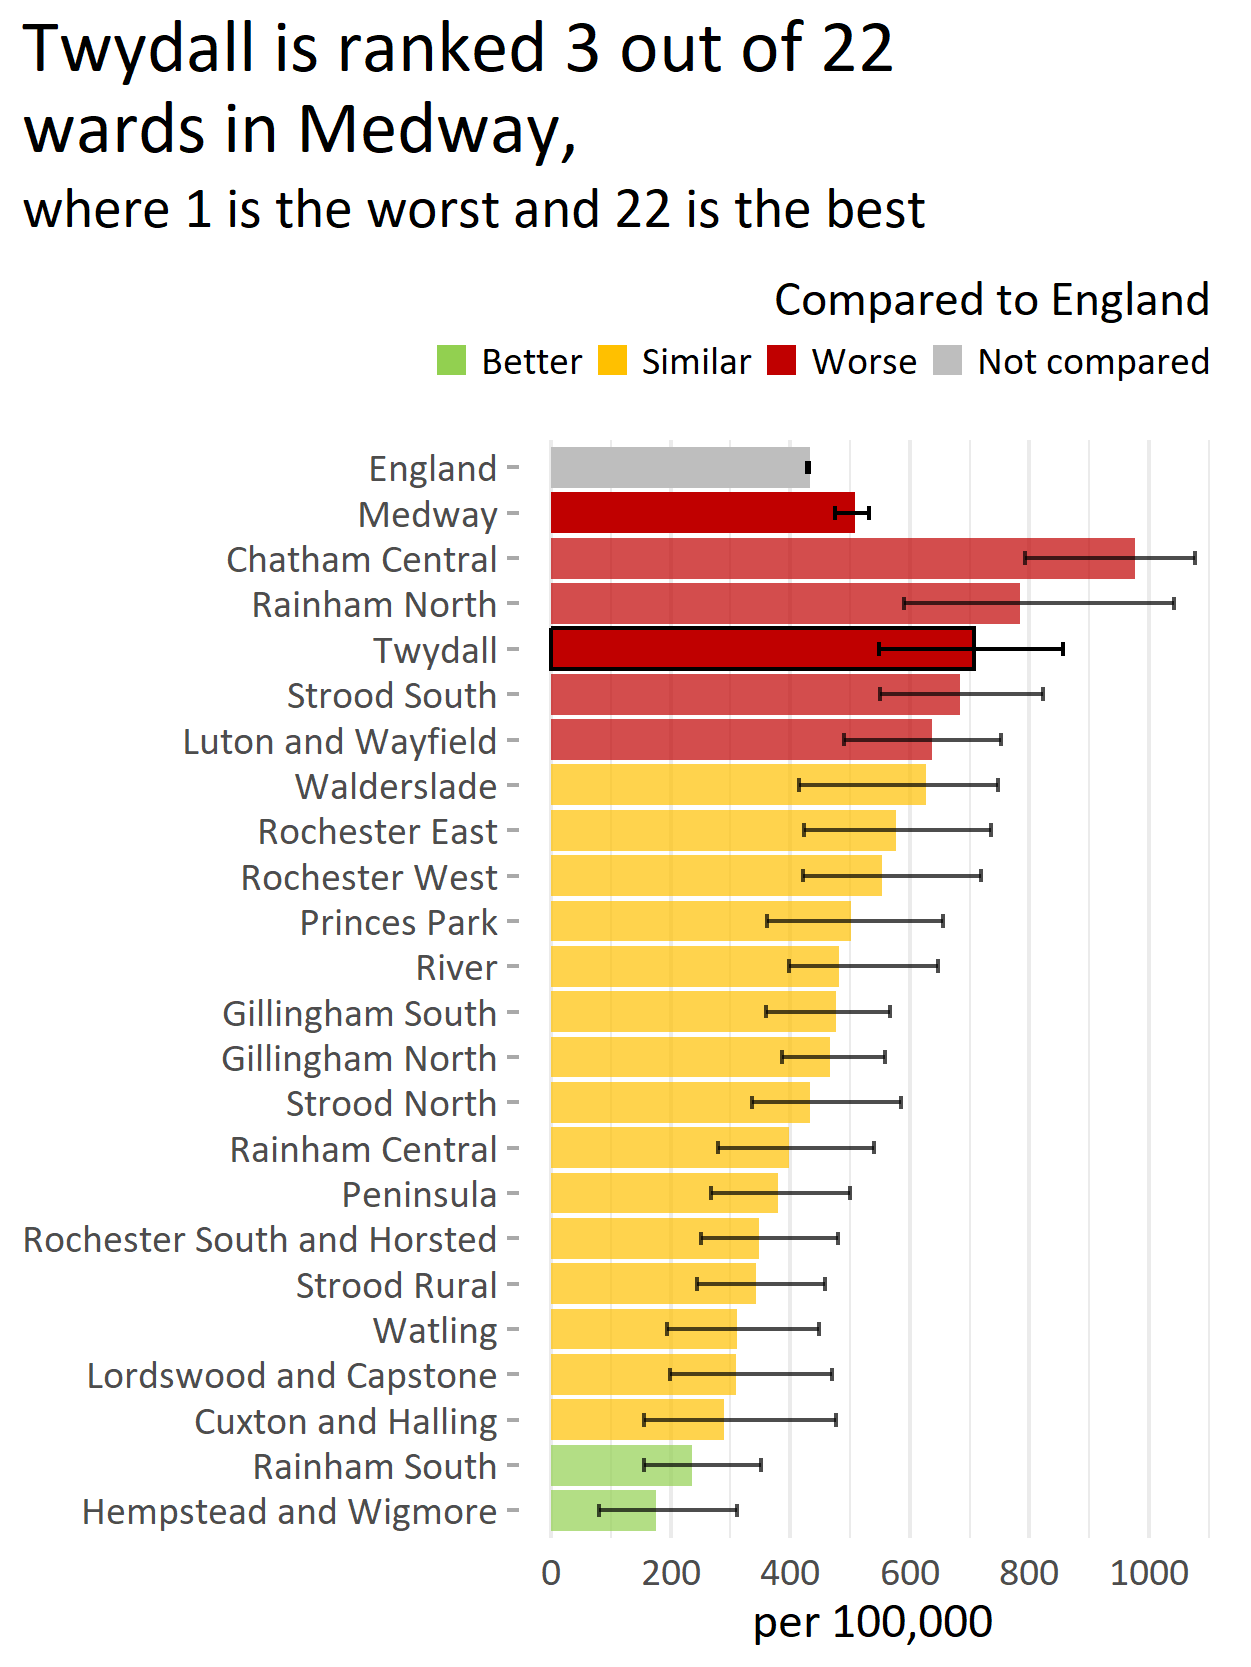 Twydall is ranked 3 out of 22
wards in Medway,
where 1 is the worst and 22 is the best
Compared to England
Better Similar Worse Not compared
England
Medway
Chatham Central
Rainham North
Twydall
Strood South
Luton and Wayfield
Walderslade
Rochester East
Rochester West
Princes Park
River
Gillingham South
Gillingham North
Strood North
Rainham Central
Peninsula
Rochester South and Horsted
Strood Rural
Watling
Lordswood and Capstone
Cuxton and Halling
Rainham South
Hempstead and Wigmore
0 200 400 600 800 1000
per 100,000